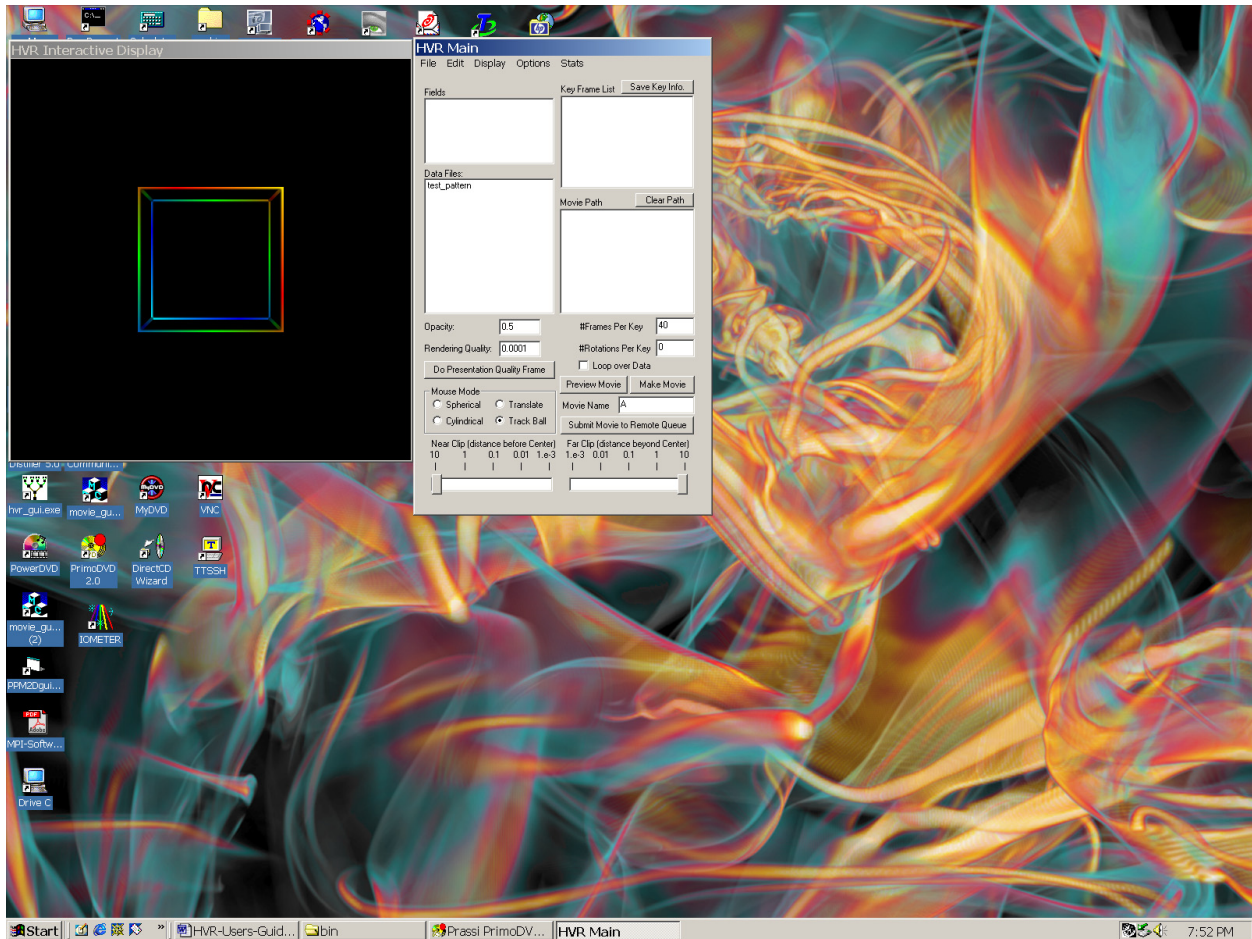 HVR Interactive Display
HVR Main
File Edit Display Options Stats
Fields
Key Frame List
Save Key Info.
Data Files:
test_pattern
Movie Path
Clear Path
Opacity: 0.5
#Frames Per Key 40
Rendering Quality: 0.0001
#Rotations Per Key 0
Loop over Data
Do Presentation Quality Frame
Preview Movie
Make Movie
Mouse Mode
Spherical
Translate
Cylindrical
Track Ball
Movie Name A
Submit Movie to Remote Queue
Near Clip (distance before Center)
10 1 0.1 0.01 1.e-3
Far Clip (distance beyond Center)
1.e-3 0.01 0.1 1 10
hvr_gui.exe
movie_gu...
MyDVD
VNC
PowerDVD
PrimoDVD
2.0
DirectCD
Wizard
TTSSH
movie_gu...
(2)
IOMETER
PPM2Dgui...
MPI-Softw...
Drive C
Start
HVR-Users-Guid...
bin
Prassi PrimoDV...
HVR Main
7:52 PM